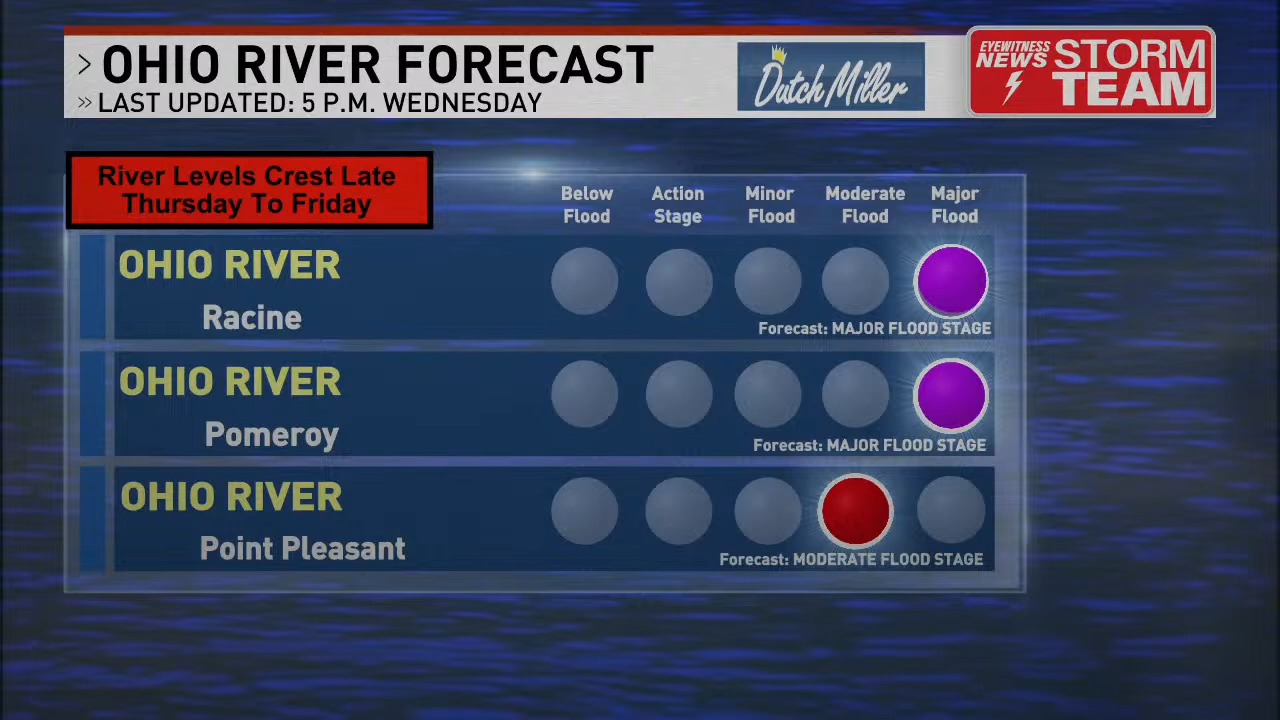 > OHIO RIVER FORECAST
» LAST UPDATED: 5 P.M. WEDNESDAY
Dutch Miller
EYEWITNESS
NEWS
STORM
TEAM
River Levels Crest Late
Thursday To Friday
Below
Flood
Action
Stage
Minor
Flood
Moderate
Flood
Major
Flood
OHIO RIVER
Racine
Forecast: MAJOR FLOOD STAGE
OHIO RIVER
Pomeroy
Forecast: MAJOR FLOOD STAGE
OHIO RIVER
Point Pleasant
Forecast: MODERATE FLOOD STAGE